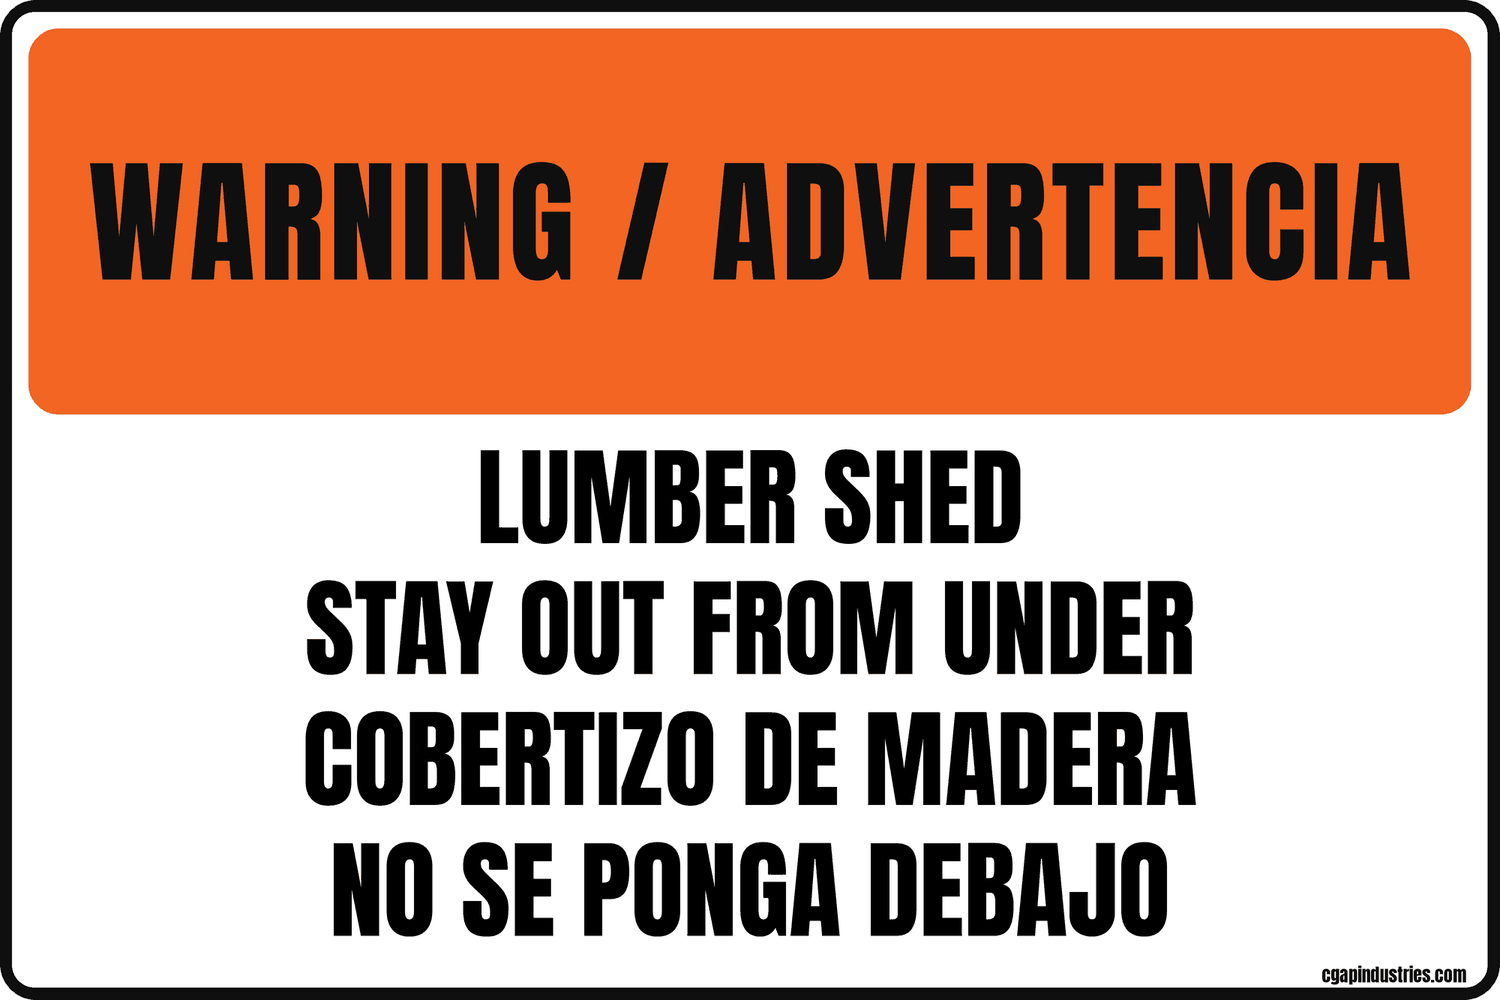 WARNING / ADVERTENCIA
LUMBER SHED
STAY OUT FROM UNDER
COBERTIZO DE MADERA
NO SE PONGA DEBAJO
cgapindustries.com